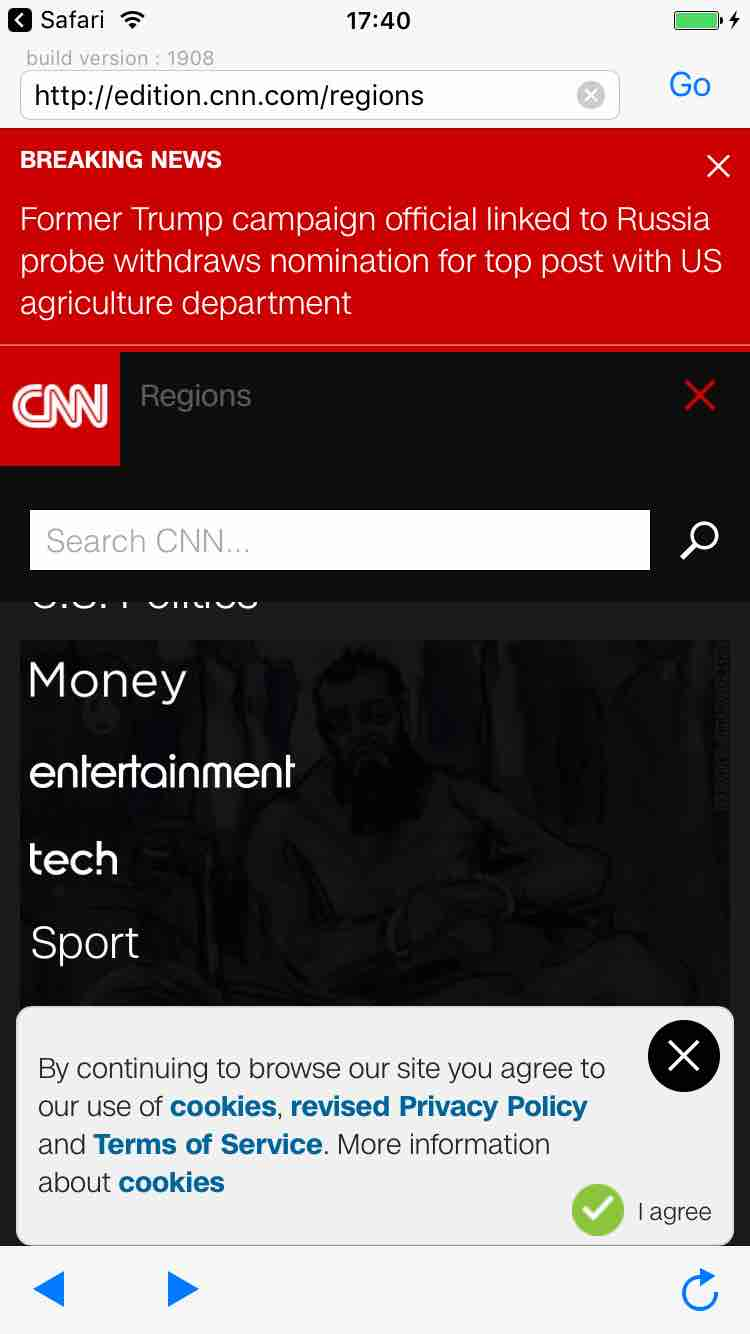 Safari
17:40
build version : 1908
http://edition.cnn.com/regions
Go
BREAKING NEWS
Former Trump campaign official linked to Russia
probe withdraws nomination for top post with US
agriculture department
CNN
Regions
Search CNN...
U.S. Politics
Money
entertainment
tech
Sport
By continuing to browse our site you agree to
our use of cookies, revised Privacy Policy
and Terms of Service. More information
about cookies
I agree